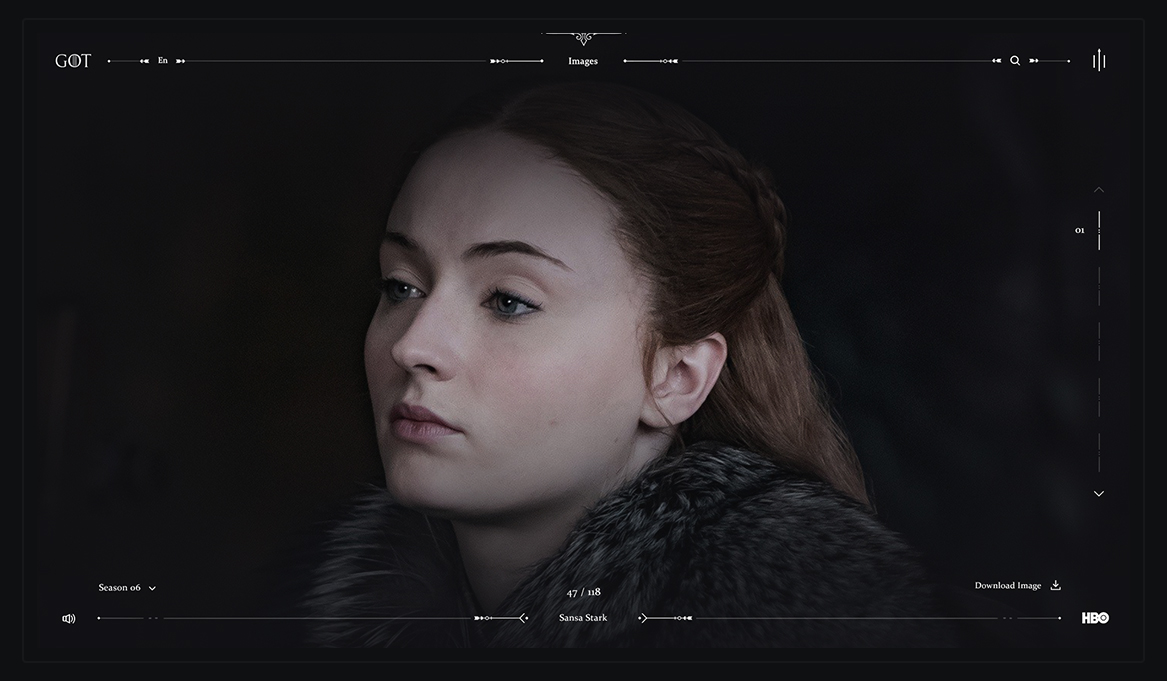 GOT
En
Images
01
Season 06
47 / 118
Download Image
Sansa Stark
HBO